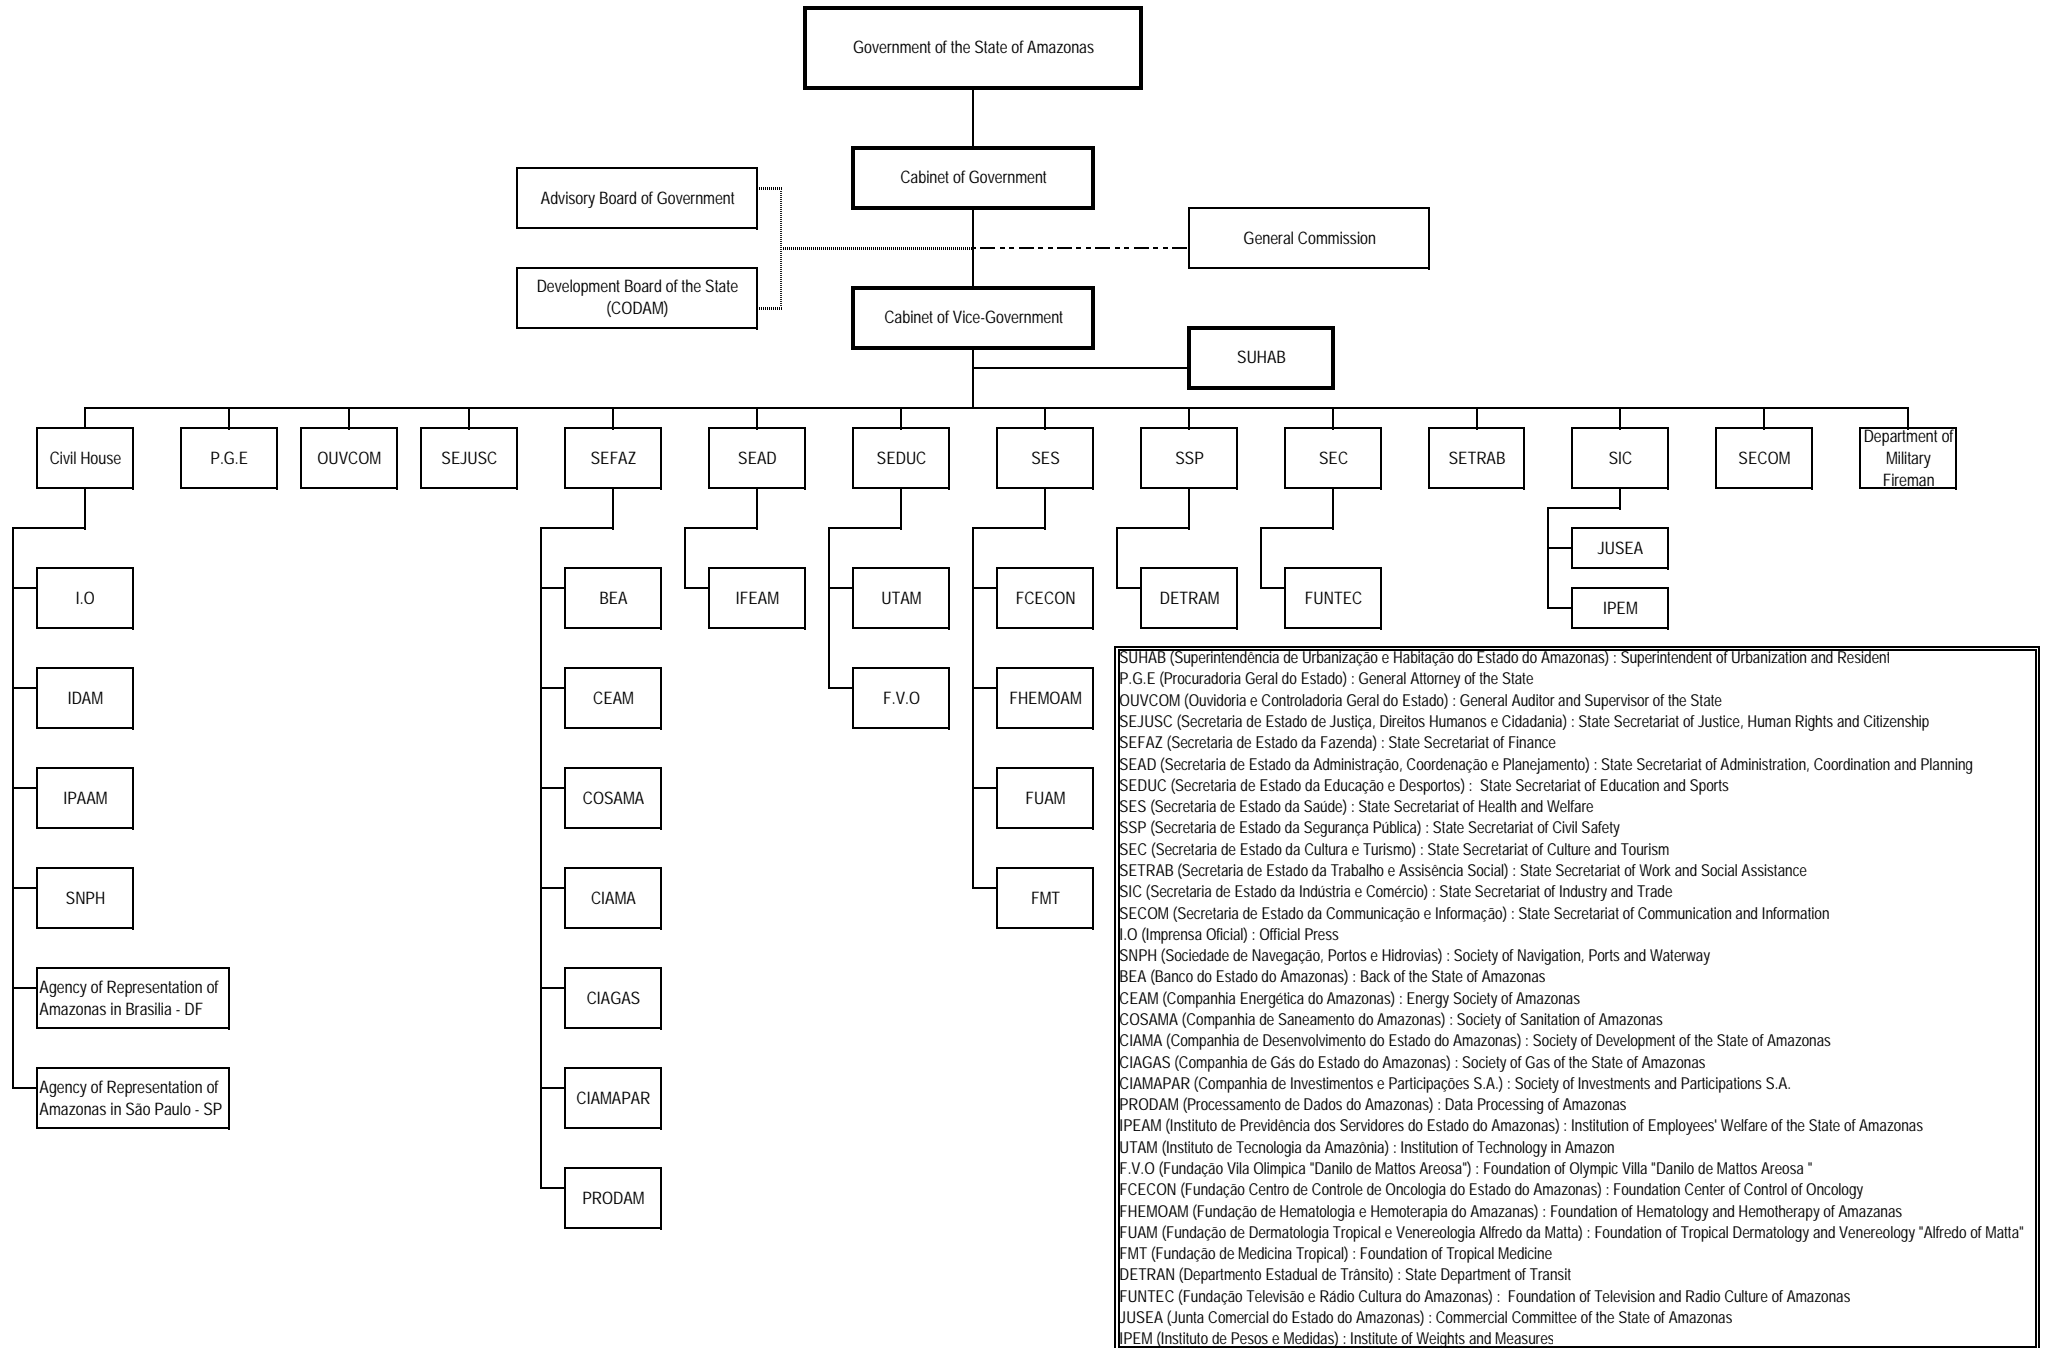 Government of the State of Amazonas
Cabinet of Government
Advisory Board of Government
General Commission
Development Board of the State
(CODAM)
Cabinet of Vice-Government
SUHAB
Civil House
P.G.E
OUVCOM
SEJUSC
SEFAZ
SEAD
SEDUC
SES
SSP
SEC
SETRAB
SIC
SECOM
Department of
Military
Fireman
JUSEA
I.O
BEA
IFEAM
UTAM
FCECON
DETRAM
FUNTEC
IPEM
IDAM
CEAM
F.V.O
FHEMOAM
IPAAM
COSAMA
FUAM
SNPH
CIAMA
FMT
Agency of Representation of
Amazonas in Brasilia - DF
CIAGAS
Agency of Representation of
Amazonas in São Paulo - SP
CIAMAPAR
PRODAM
SUHAB (Superintendência de Urbanização e Habitação do Estado do Amazonas) : Superintendent of Urbanization and Resident
P.G.E (Procuradoria Geral do Estado) : General Attorney of the State
OUVCOM (Ouvidoria e Controladoria Geral do Estado) : General Auditor and Supervisor of the State
SEJUSC (Secretaria de Estado de Justiça, Direitos Humanos e Cidadania) : State Secretariat of Justice, Human Rights and Citizenship
SEFAZ (Secretaria de Estado da Fazenda) : State Secretariat of Finance
SEAD (Secretaria de Estado da Administração, Coordenação e Planejamento) : State Secretariat of Administration, Coordination and Planning
SEDUC (Secretaria de Estado da Educação e Desportos) :  State Secretariat of Education and Sports
SES (Secretaria de Estado da Saúde) : State Secretariat of Health and Welfare
SSP (Secretaria de Estado da Segurança Pública) : State Secretariat of Civil Safety
SEC (Secretaria de Estado da Cultura e Turismo) : State Secretariat of Culture and Tourism
SETRAB (Secretaria de Estado da Trabalho e Assisência Social) : State Secretariat of Work and Social Assistance
SIC (Secretaria de Estado da Indústria e Comércio) : State Secretariat of Industry and Trade
SECOM (Secretaria de Estado da Communicação e Informação) : State Secretariat of Communication and Information
I.O (Imprensa Oficial) : Official Press
SNPH (Sociedade de Navegação, Portos e Hidrovias) : Society of Navigation, Ports and Waterway
BEA (Banco do Estado do Amazonas) : Back of the State of Amazonas
CEAM (Companhia Energética do Amazonas) : Energy Society of Amazonas
COSAMA (Companhia de Saneamento do Amazonas) : Society of Sanitation of Amazonas
CIAMA (Companhia de Desenvolvimento do Estado do Amazonas) : Society of Development of the State of Amazonas
CIAGAS (Companhia de Gás do Estado do Amazonas) : Society of Gas of the State of Amazonas
CIAMAPAR (Companhia de Investimentos e Participações S.A.) : Society of Investments and Participations S.A.
PRODAM (Processamento de Dados do Amazonas) : Data Processing of Amazonas
IPEAM (Instituto de Previdência dos Servidores do Estado do Amazonas) : Institution of Employees' Welfare of the State of Amazonas
UTAM (Instituto de Tecnologia da Amazônia) : Institution of Technology in Amazon
F.V.O (Fundação Vila Olimpica "Danilo de Mattos Areosa") : Foundation of Olympic Villa "Danilo de Mattos Areosa "
FCECON (Fundação Centro de Controle de Oncologia do Estado do Amazonas) : Foundation Center of Control of Oncology
FHEMOAM (Fundação de Hematologia e Hemoterapia do Amazanas) : Foundation of Hematology and Hemotherapy of Amazanas
FUAM (Fundação de Dermatologia Tropical e Venereologia Alfredo da Matta) : Foundation of Tropical Dermatology and Venereology "Alfredo of Matta"
FMT (Fundação de Medicina Tropical) : Foundation of Tropical Medicine
DETRAN (Departmento Estadual de Trânsito) : State Department of Transit
FUNTEC (Fundação Televisão e Rádio Cultura do Amazonas) :  Foundation of Television and Radio Culture of Amazonas
JUSEA (Junta Comercial do Estado do Amazonas) : Commercial Committee of the State of Amazonas
IPEM (Instituto de Pesos e Medidas) : Institute of Weights and Measures